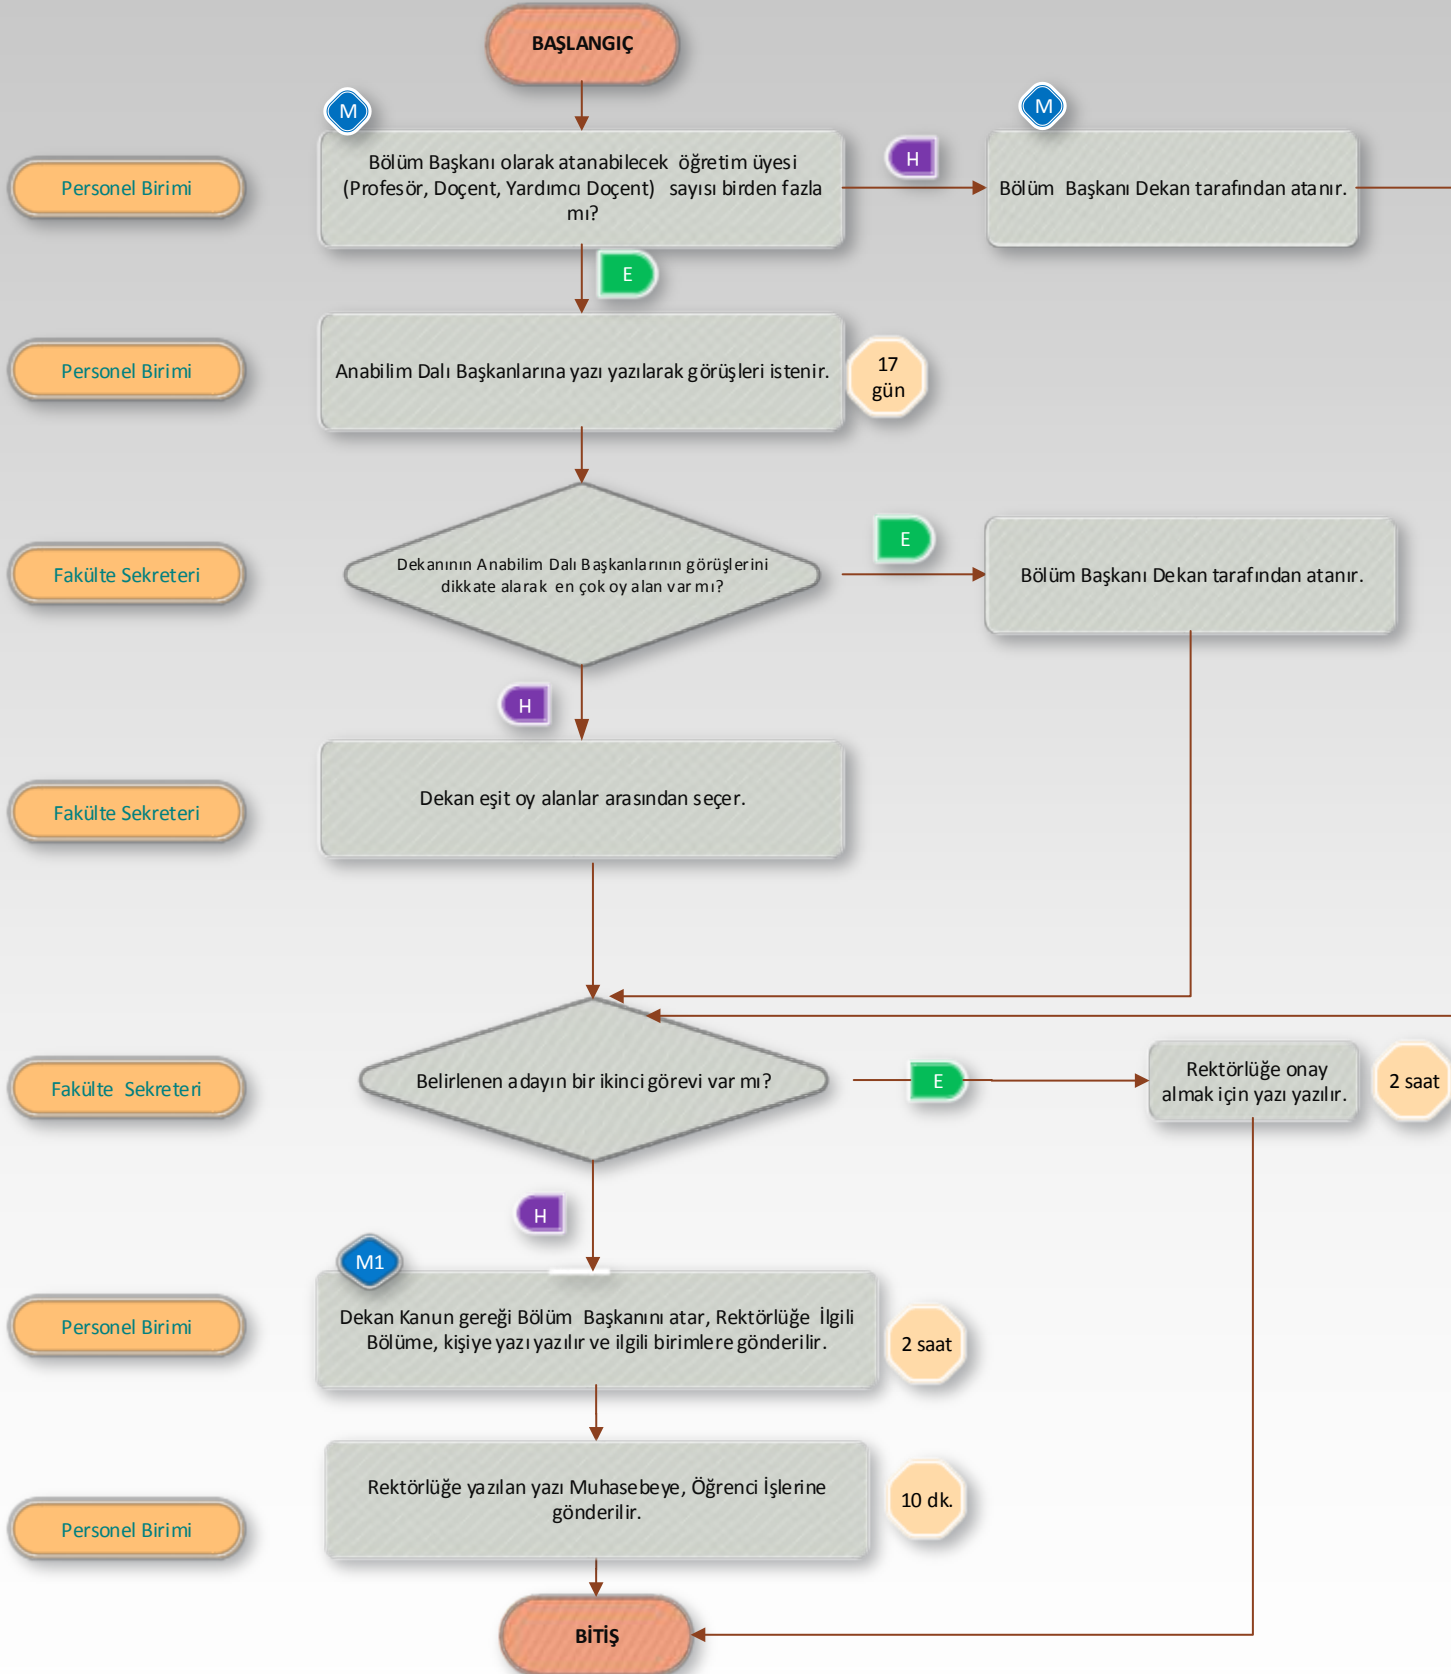 BAŞLANGIÇ
M
M
Personel Birimi
Bölüm Başkanı olarak atanabilecek öğretim üyesi
(Profesör, Doçent, Yardımcı Doçent) sayısı birden fazla
mı?
H
Bölüm Başkanı Dekan tarafından atanır.
E
Personel Birimi
Anabilim Dalı Başkanlarına yazı yazılarak görüşleri istenir.
17
gün
Fakülte Sekreteri
Dekanının Anabilim Dalı Başkanlarının görüşlerini
dikkate alarak en çok oy alan var mı?
E
Bölüm Başkanı Dekan tarafından atanır.
H
Fakülte Sekreteri
Dekan eşit oy alanlar arasından seçer.
Fakülte Sekreteri
Belirlenen adayın bir ikinci görevi var mı?
E
Rektörlüğe onay
almak için yazı yazılır.
2 saat
H
M1
Personel Birimi
Dekan Kanun gereği Bölüm Başkanını atar, Rektörlüğe İlgili
Bölüme, kişiye yazı yazılır ve ilgili birimlere gönderilir.
2 saat
Personel Birimi
Rektörlüğe yazılan yazı Muhasebeye, Öğrenci İşlerine
gönderilir.
10 dk.
BİTİŞ